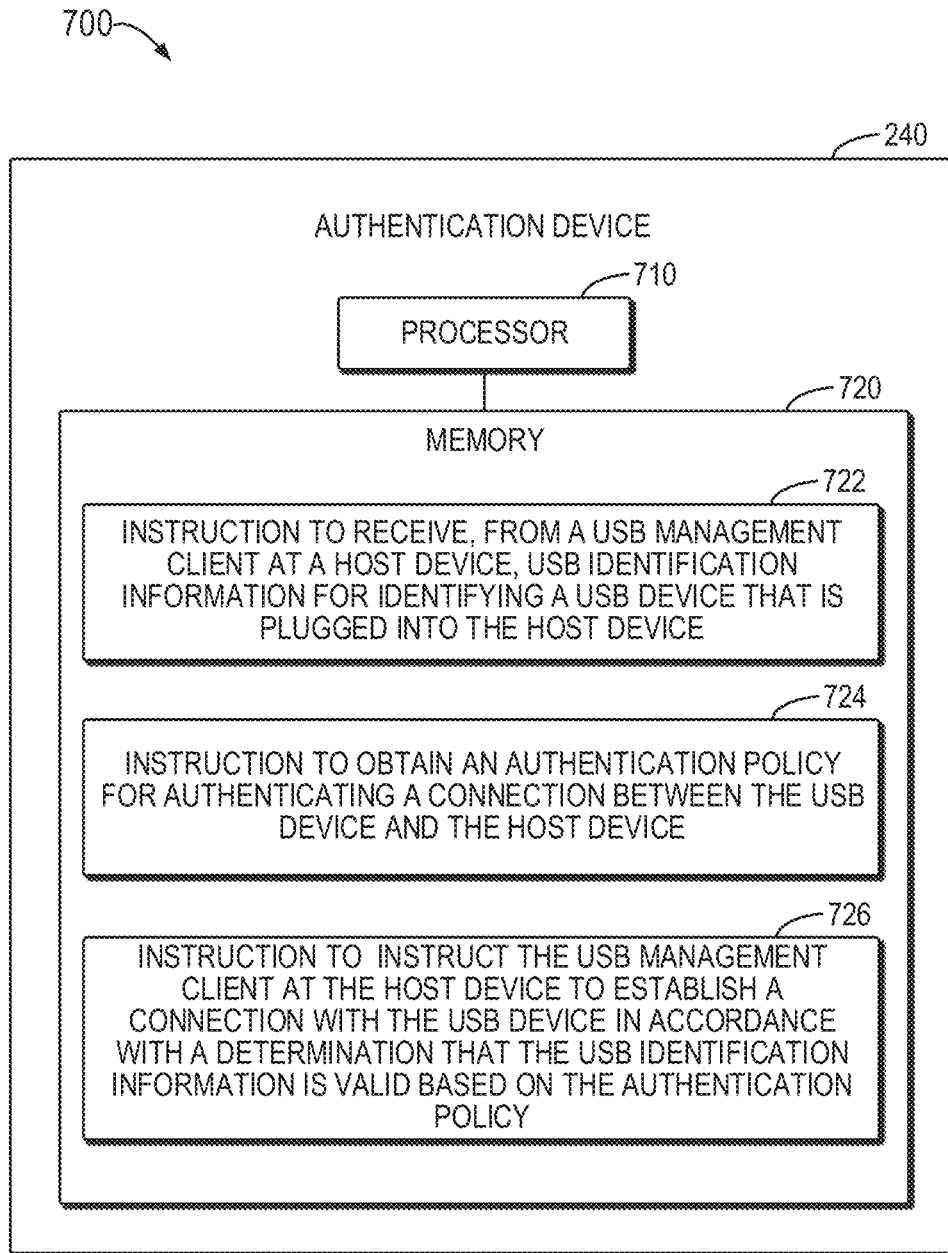 700
240
AUTHENTICATION DEVICE
710
PROCESSOR
720
MEMORY
722
INSTRUCTION TO RECEIVE, FROM A USB MANAGEMENT
CLIENT AT A HOST DEVICE, USB IDENTIFICATION
INFORMATION FOR IDENTIFYING A USB DEVICE THAT IS
PLUGGED INTO THE HOST DEVICE
724
INSTRUCTION TO OBTAIN AN AUTHENTICATION POLICY
FOR AUTHENTICATING A CONNECTION BETWEEN THE USB
DEVICE AND THE HOST DEVICE
726
INSTRUCTION TO INSTRUCT THE USB MANAGEMENT
CLIENT AT THE HOST DEVICE TO ESTABLISH A
CONNECTION WITH THE USB DEVICE IN ACCORDANCE
WITH A DETERMINATION THAT THE USB IDENTIFICATION
INFORMATION IS VALID BASED ON THE AUTHENTICATION
POLICY